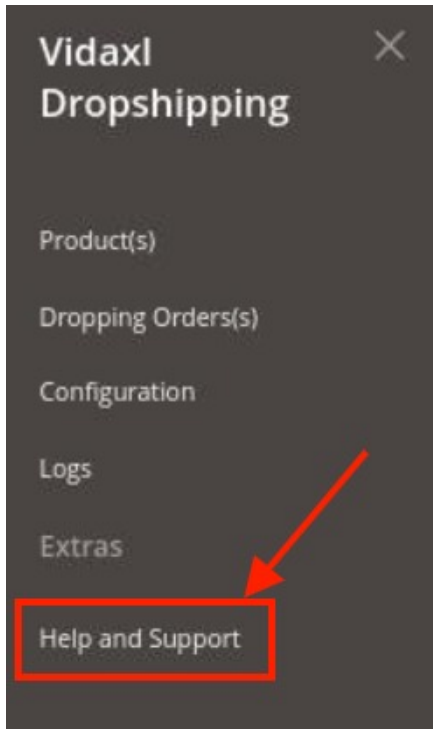 Vidaxl
Dropshipping
Product(s)
Dropping Orders(s)
Configuration
Logs
Extras
Help and Support